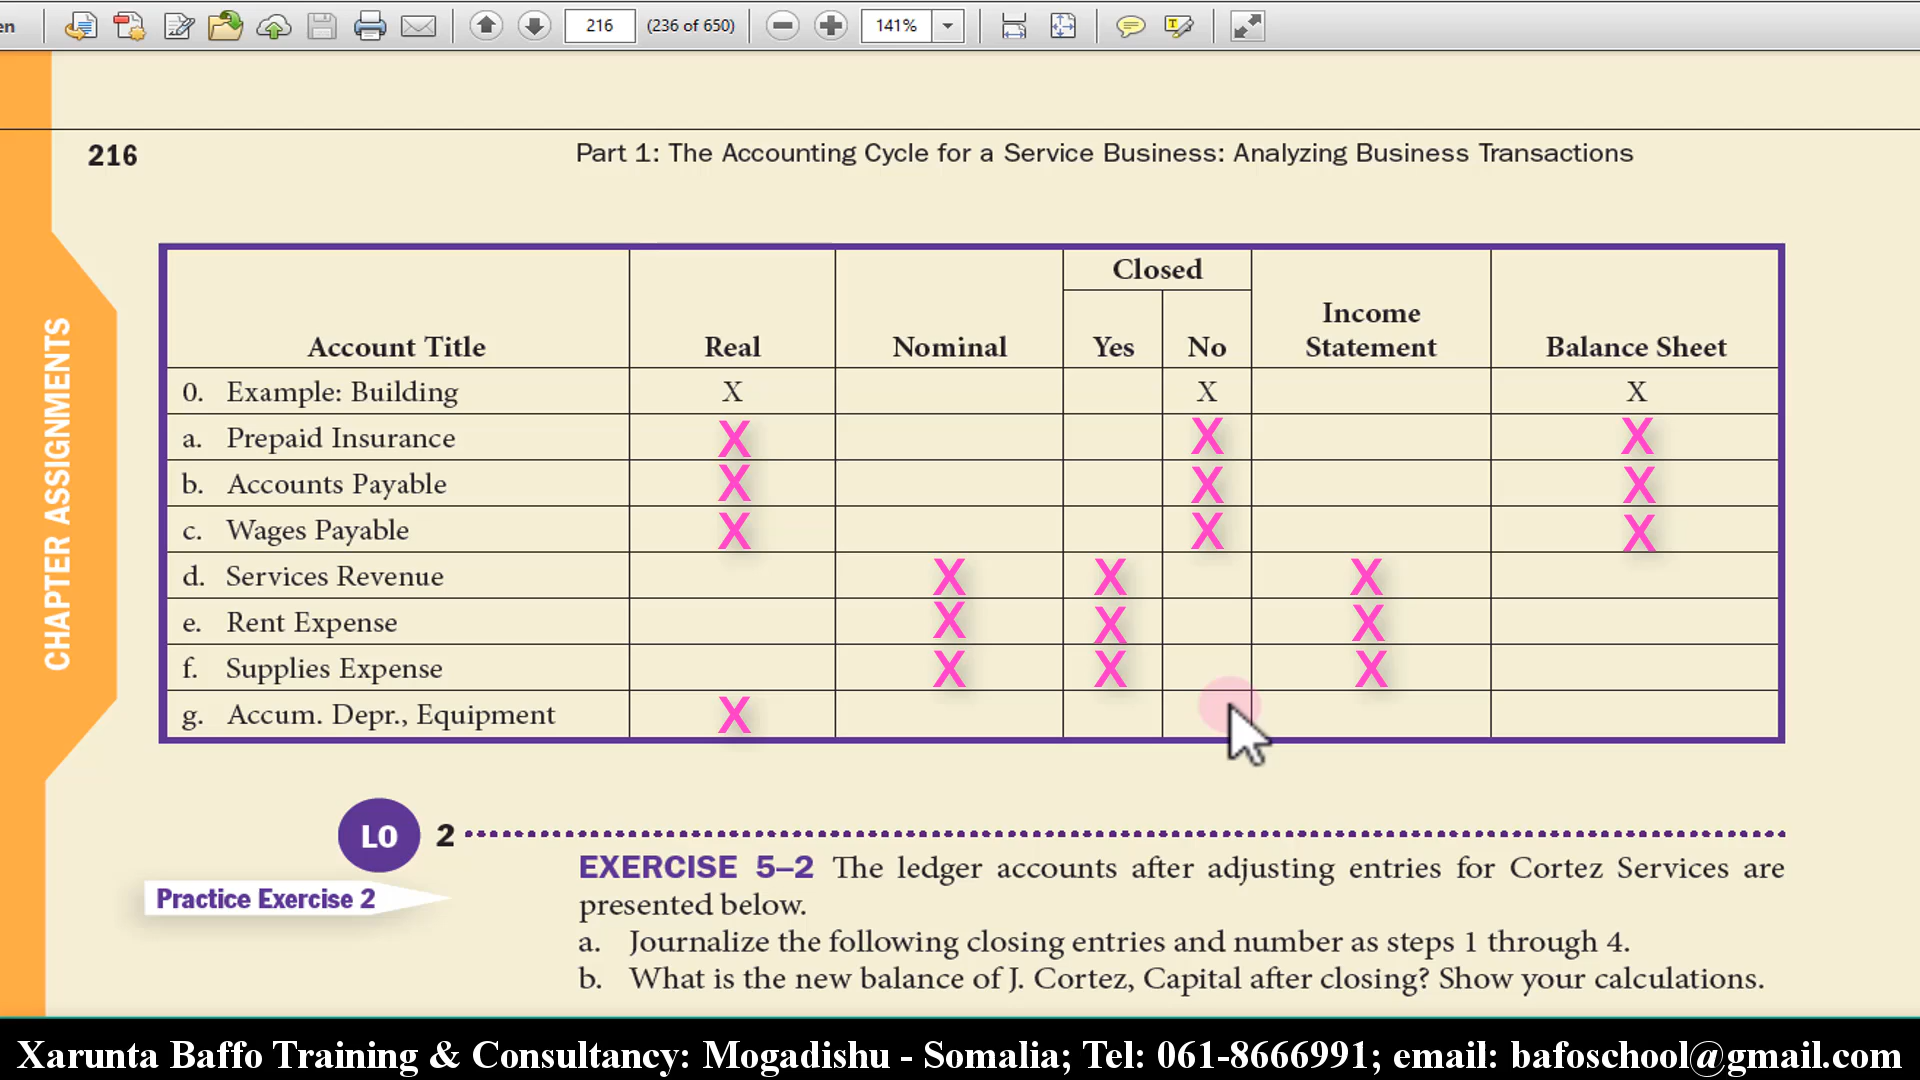 en 216 (236 of 650) 141%
216 Part 1: The Accounting Cycle for a Service Business: Analyzing Business Transactions
CHAPTER ASSIGNMENTS
Closed
Income
Account Title Real Nominal Yes No Statement Balance Sheet
0. Example: Building X X X
a. Prepaid Insurance X X X
b. Accounts Payable X X X
c. Wages Payable X X X
d. Services Revenue X X X
e. Rent Expense X X X
f. Supplies Expense X X X
g. Accum. Depr., Equipment X
LO 2
Practice Exercise 2
EXERCISE 5–2 The ledger accounts after adjusting entries for Cortez Services are
presented below.
a. Journalize the following closing entries and number as steps 1 through 4.
b. What is the new balance of J. Cortez, Capital after closing? Show your calculations.
Xarunta Baffo Training & Consultancy: Mogadishu - Somalia; Tel: 061-8666991; email: bafoschool@gmail.com